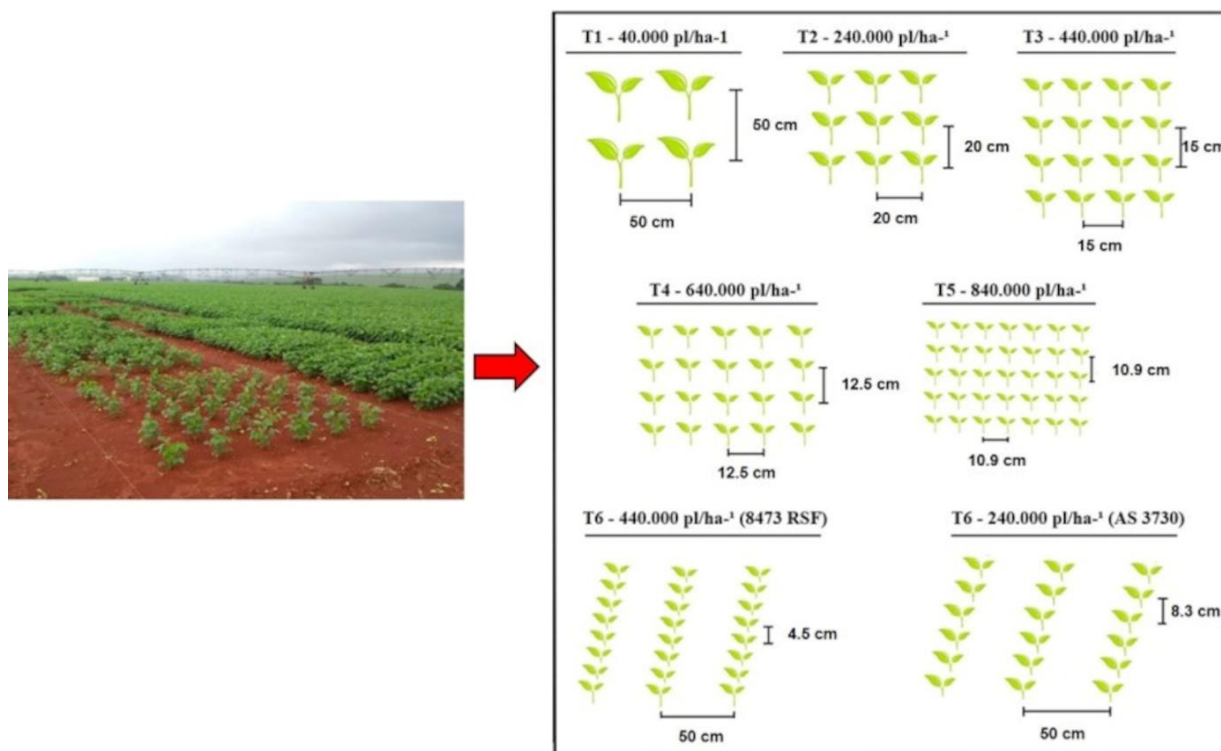 T1 - 40.000 pl/ha-1
50 cm
50 cm
T2 - 240.000 pl/ha-¹
20 cm
20 cm
T3 - 440.000 pl/ha-¹
15 cm
15 cm
T4 - 640.000 pl/ha-¹
12.5 cm
12.5 cm
T5 - 840.000 pl/ha-¹
10.9 cm
10.9 cm
T6 - 440.000 pl/ha-¹ (8473 RSF)
4.5 cm
50 cm
T6 - 240.000 pl/ha-¹ (AS 3730)
8.3 cm
50 cm